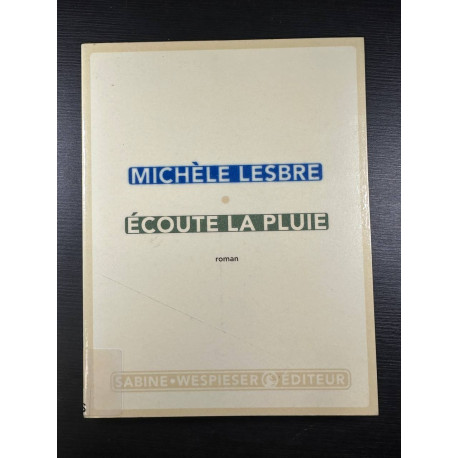 MICHÈLE LESBRE
ÉCOUTE LA PLUIE
roman
SABINE • WESPIESER ÉDITEUR